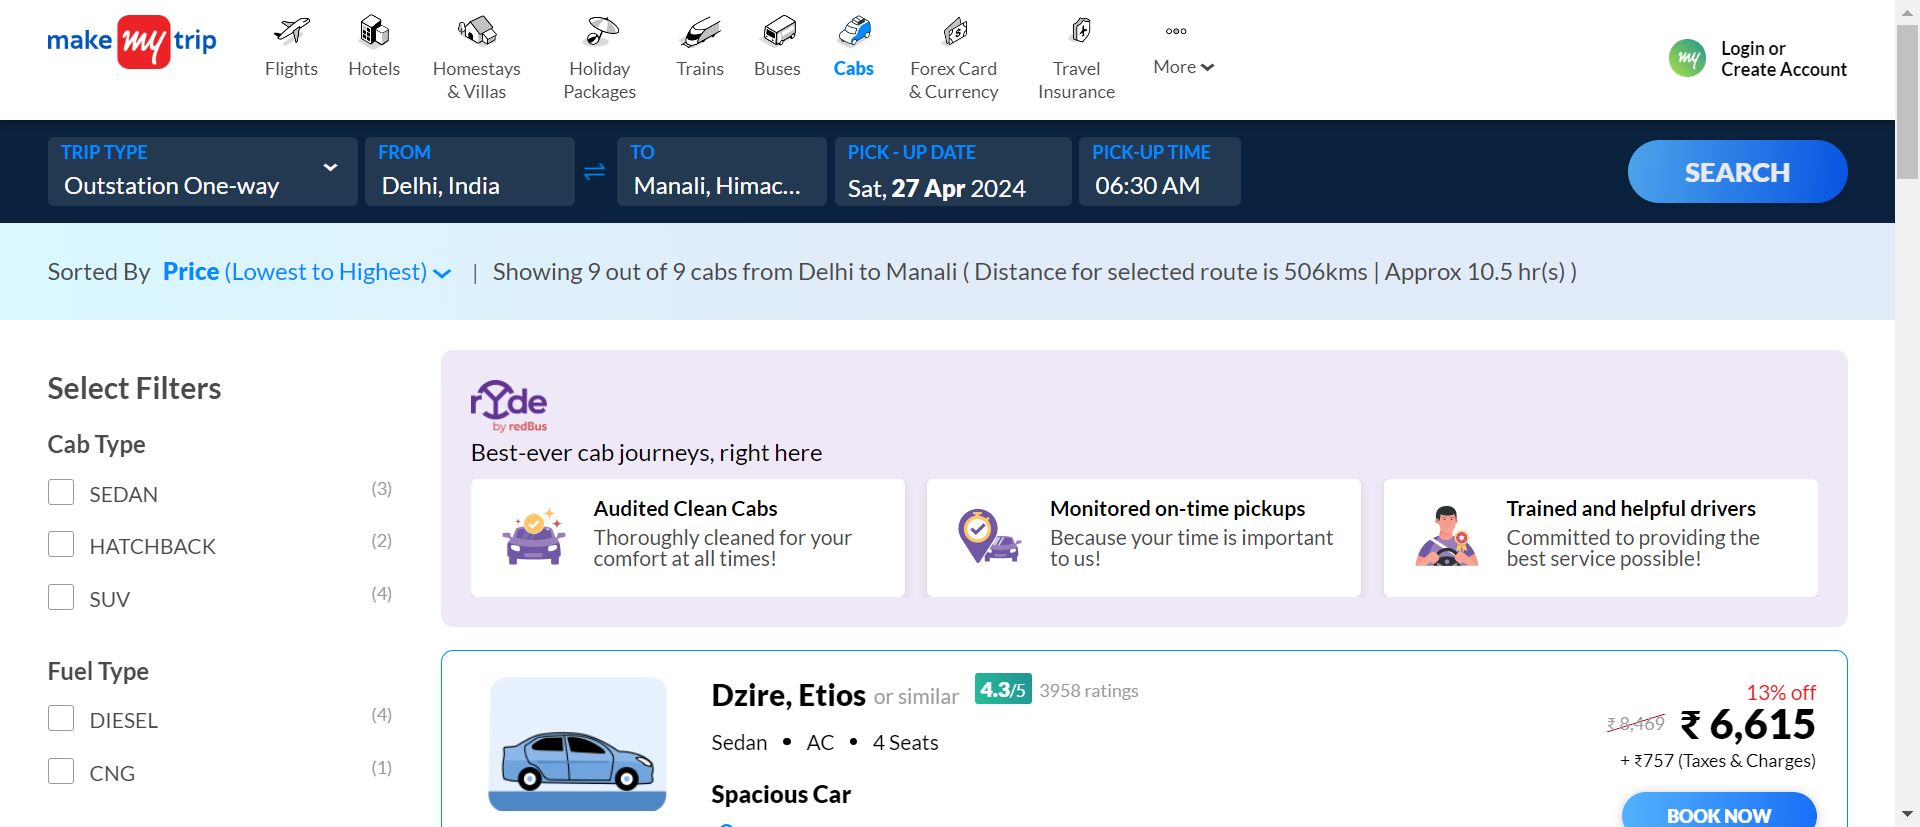 make my trip
Flights
Hotels
Homestays
& Villas
Holiday
Packages
Trains
Buses
Cabs
Forex Card
& Currency
Travel
Insurance
More
my
Login or
Create Account
TRIP TYPE
Outstation One-way
FROM
Delhi, India
TO
Manali, Himac...
PICK - UP DATE
Sat, 27 Apr 2024
PICK-UP TIME
06:30 AM
SEARCH
Sorted By Price (Lowest to Highest) | Showing 9 out of 9 cabs from Delhi to Manali ( Distance for selected route is 506kms | Approx 10.5 hr(s) )
Select Filters
Cab Type
SEDAN (3)
HATCHBACK (2)
SUV (4)
Fuel Type
DIESEL (4)
CNG (1)
rYde
by redBus
Best-ever cab journeys, right here
Audited Clean Cabs
Thoroughly cleaned for your
comfort at all times!
Monitored on-time pickups
Because your time is important
to us!
Trained and helpful drivers
Committed to providing the
best service possible!
Dzire, Etios or similar 4.3/5 3958 ratings
Sedan • AC • 4 Seats
Spacious Car
13% off
₹ 8,469 ₹ 6,615
+ ₹757 (Taxes & Charges)
BOOK NOW